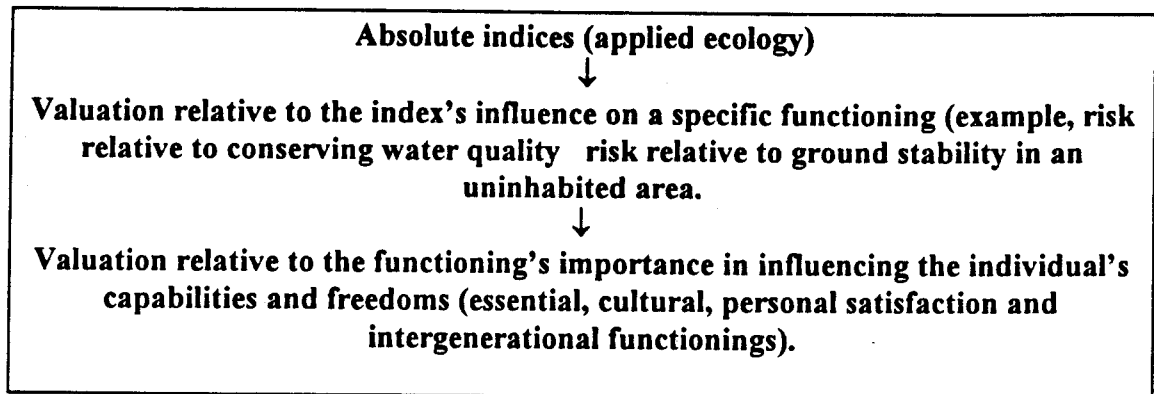 Absolute indices (applied ecology)
↓
Valuation relative to the index's influence on a specific functioning (example, risk
relative to conserving water quality risk relative to ground stability in an
uninhabited area.
↓
Valuation relative to the functioning's importance in influencing the individual's
capabilities and freedoms (essential, cultural, personal satisfaction and
intergenerational functionings).